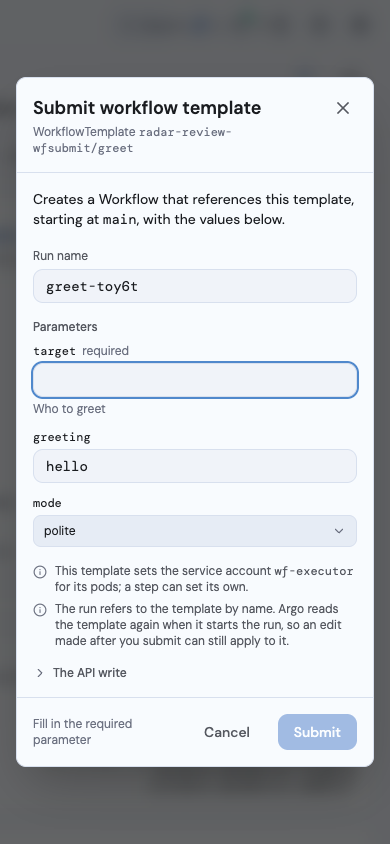 Submit workflow template
WorkflowTemplate radar-review-
wfsubmit/greet
Creates a Workflow that references this template,
starting at main, with the values below.
Run name
greet-toy6t
Parameters
target required
Who to greet
greeting
hello
mode
polite
This template sets the service account wf-executor
for its pods; a step can set its own.
The run refers to the template by name. Argo reads
the template again when it starts the run, so an edit
made after you submit can still apply to it.
The API write
Fill in the required
parameter
Cancel
Submit